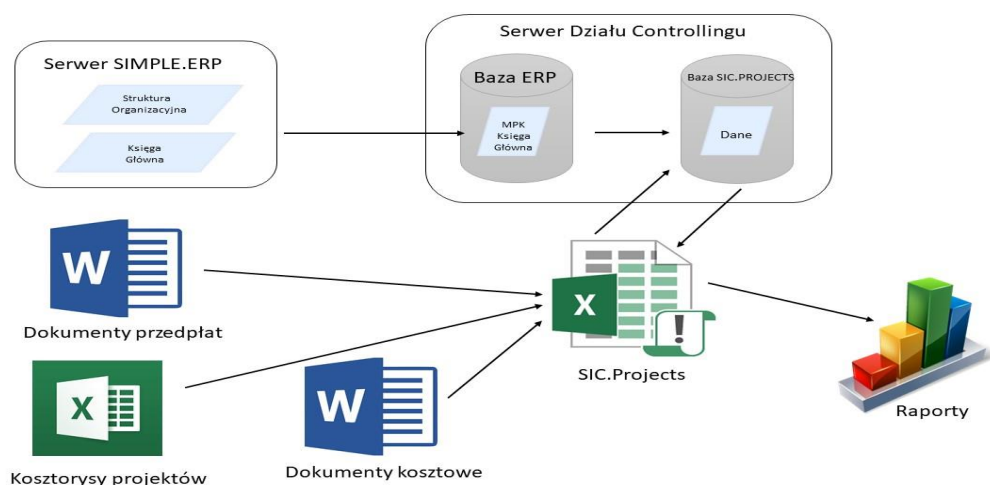 Serwer SIMPLE.ERP
Struktura
Organizacyjna
Księga
Główna
Serwer Działu Controllingu
Baza ERP
MPK
Księga
Główna
Baza SIC.PROJECTS
Dane
W
Dokumenty przedpłat
X
Kosztorysy projektów
W
Dokumenty kosztowe
X
!
SIC.Projects
Raporty